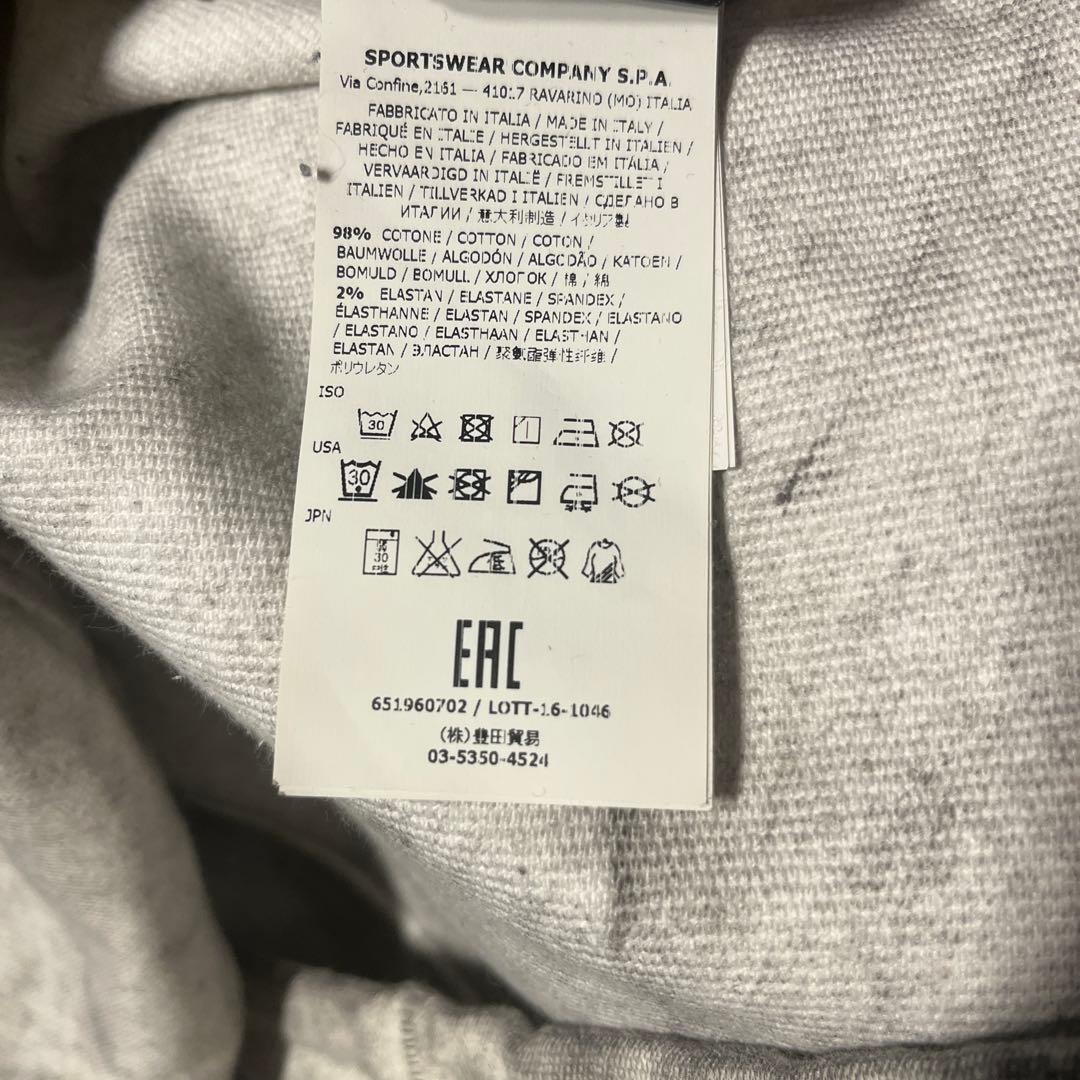 SPORTSWEAR COMPANY S.P.A.
Via Confine,2161 — 41017 RAVARINO (MO) ITALIA
FABBRICATO IN ITALIA / MADE IN ITALY /
FABRIQUÉ EN ITALIE / HERGESTELLT IN ITALIEN /
HECHO EN ITALIA / FABRICADO EM ITÁLIA /
VERVAARDIGD IN ITALIË / FREMSTILLET I
ITALIEN / TILLVERKAD I ITALIEN / СДЕЛАНО В
ИТАЛИИ / 意大利制造 / イタリア製
98% COTONE / COTTON / COTON /
BAUMWOLLE / ALGODÓN / ALGODÃO / KATOEN /
BOMULD / BOMULL / ХЛОПОК / 棉 / 綿
2% ELASTAN / ELASTANE / SPANDEX /
ÉLASTHANNE / ELASTAN / SPANDEX / ELASTANO
/ ELASTANO / ELASTHAAN / ELASTHAN /
ELASTAN / ЭЛАСТАН / 聚氨酯弹性纤维 /
ポリウレタン
ISO
30
USA
30
JPN
30
低
EAC
651960702 / LOTT-16-1046
(株)豊田貿易
03-5350-4524